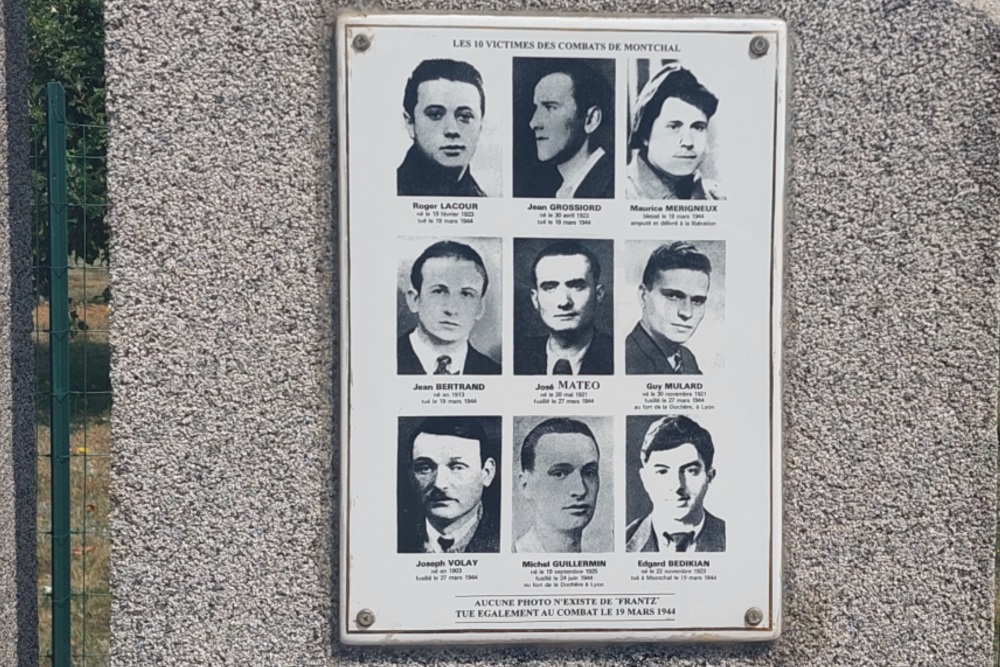 LES 10 VICTIMES DES COMBATS DE MONTCHAL
Roger LACOUR
né le 19 février 1923
tué le 19 mars 1944
Jean GROSSIORD
né le 30 avril 1923
tué le 19 mars 1944
Maurice MERIGNEUX
blessé le 19 mars 1944
amputé et délivré à la libération
Jean BERTRAND
né en 1913
tué le 19 mars 1944
José MATEO
né le 28 mai 1921
fusillé le 27 mars 1944
Guy MULARD
né le 30 novembre 1921
fusillé le 27 mars 1944
au fort de la Duchère, à Lyon
Joseph VOLAY
né en 1903
fusillé le 27 mars 1944
Michel GUILLERMIN
né le 19 septembre 1925
fusillé le 24 juin 1944
au fort de la Duchère à Lyon
Edgard BEDIKIAN
né le 22 novembre 1923
tué à Montchal le 19 mars 1944
AUCUNE PHOTO N'EXISTE DE "FRANTZ"
TUE EGALEMENT AU COMBAT LE 19 MARS 1944